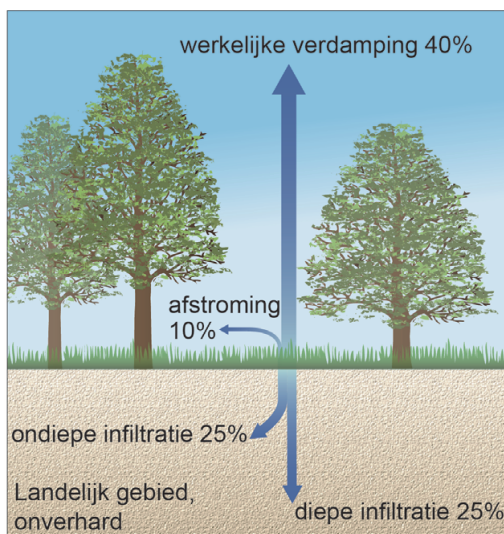 werkelijke verdamping 40%
afstroming
10%
ondiepe infiltratie 25%
diepe infiltratie 25%
Landelijk gebied,
onverhard